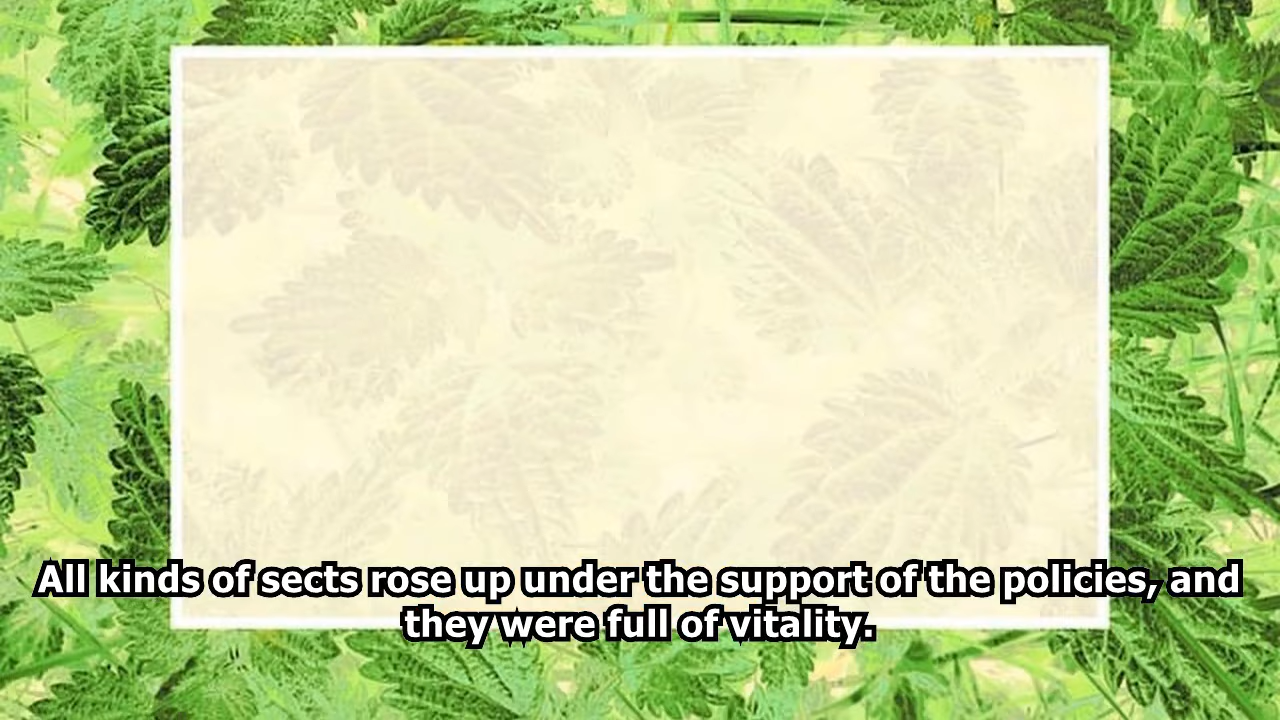 All kinds of sects rose up under the support of the policies, and
they were full of vitality.